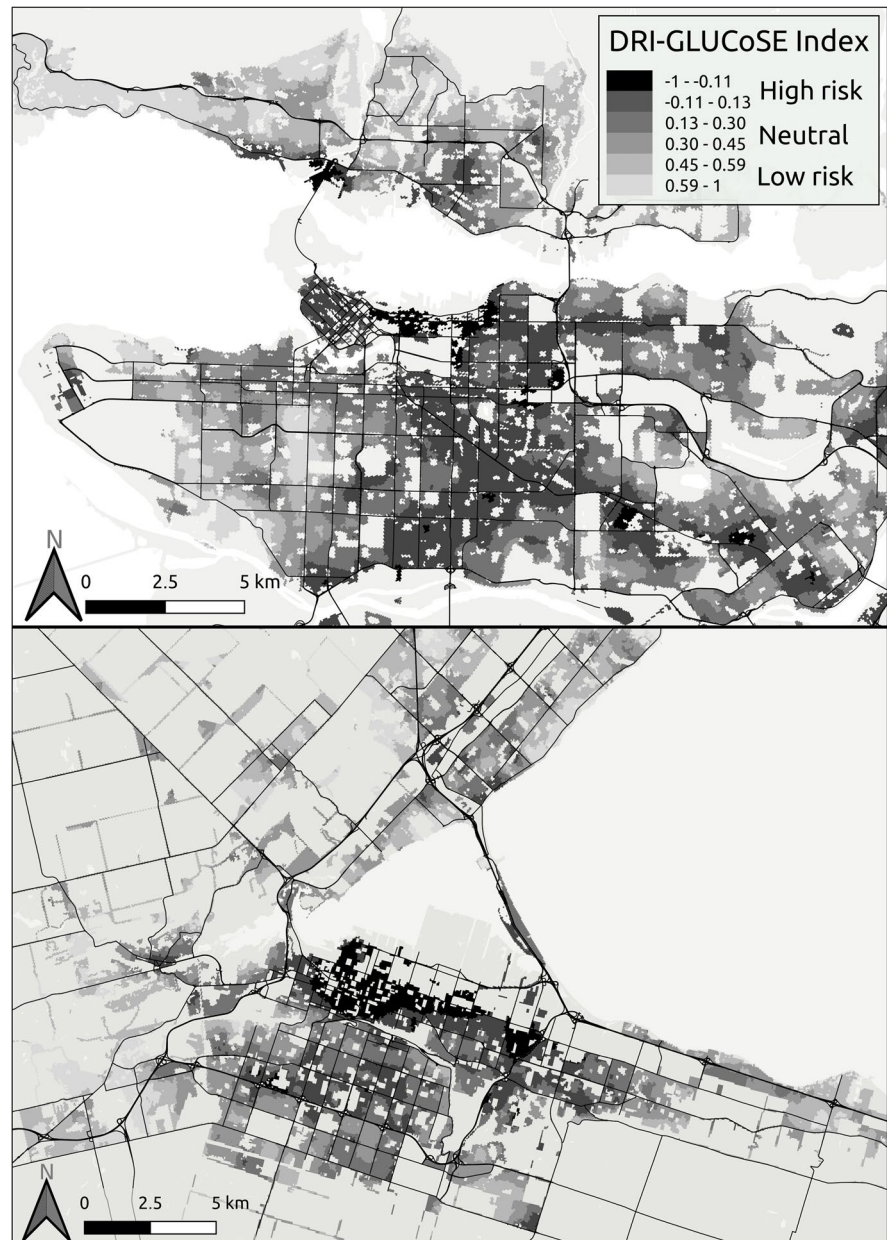 DRI-GLUCoSE Index
-1 - -0.11
-0.11 - 0.13
0.13 - 0.30
0.30 - 0.45
0.45 - 0.59
0.59 - 1
High risk
Neutral
Low risk
N
0 2.5 5 km
N
0 2.5 5 km